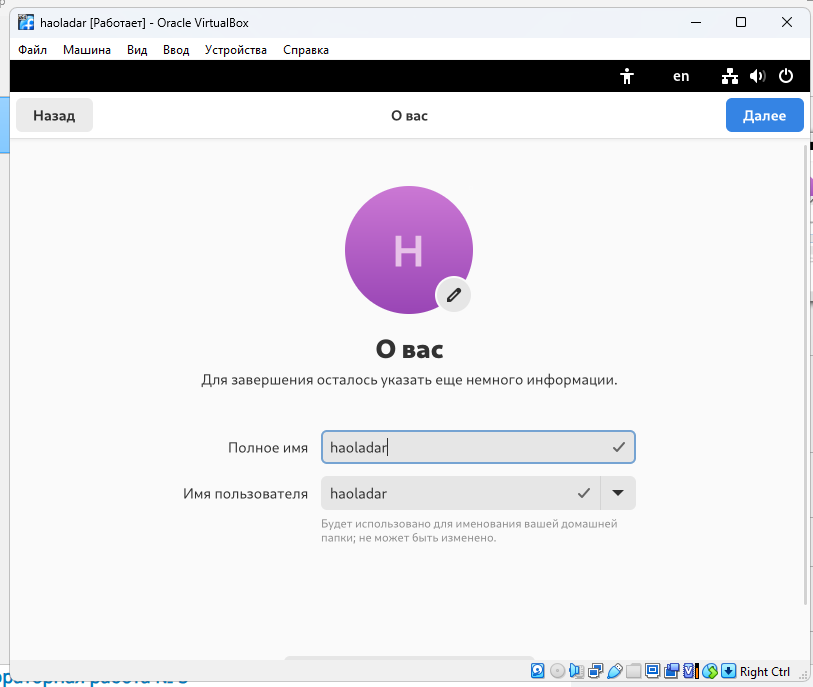 haoladar [Работает] - Oracle VirtualBox
Файл Машина Вид Ввод Устройства Справка
en
Назад О вас Далее
H
О вас
Для завершения осталось указать еще немного информации.
Полное имя haoladar
Имя пользователя haoladar
Будет использовано для именования вашей домашней
папки; не может быть изменено.
Right Ctrl